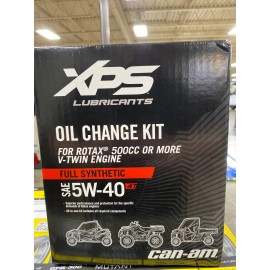 XPS
LUBRICANTS
OIL CHANGE KIT
FOR ROTAX® 500CC OR MORE
V-TWIN ENGINE
FULL SYNTHETIC
SAE 5W-40 4T
can-am